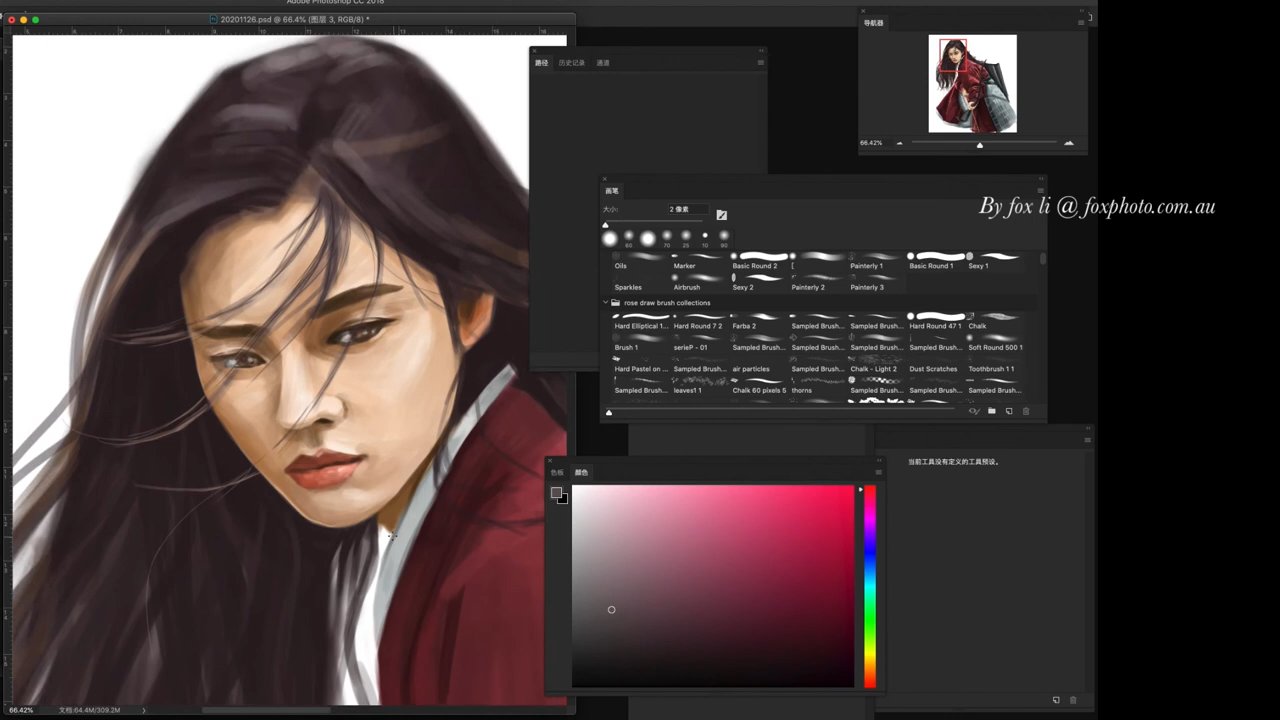 Adobe Photoshop CC 2018
20201126.psd @ 66.4% (图层 3, RGB/8) *
导航器
路径 历史记录 通道
66.42%
画笔
大小: 2 像素
By fox li @ foxphoto.com.au
60 70 25 10 90
Oils Marker Basic Round 2 [ Painterly 1 Basic Round 1 Sexy 1
Sparkles Airbrush Sexy 2 Painterly 2 Painterly 3
rose draw brush collections
Hard Elliptical 1... Hard Round 7 2 Farba 2 Sampled Brush... Sampled Brush... Hard Round 47 1 Chalk
Brush 1 serieP - 01 Sampled Brush... Sampled Brush... Sampled Brush... Sampled Brush... Soft Round 500 1
Hard Pastel on ... Sampled Brush... air particles Sampled Brush... Chalk - Light 2 Dust Scratches Toothbrush 1 1
Sampled Brush... leaves1 1 Chalk 60 pixels 5 thorns Sampled Brush... Sampled Brush... Sampled Brush...
当前工具没有定义的工具预设。
色板 颜色
66.42% 文档:64.4M/309.2M